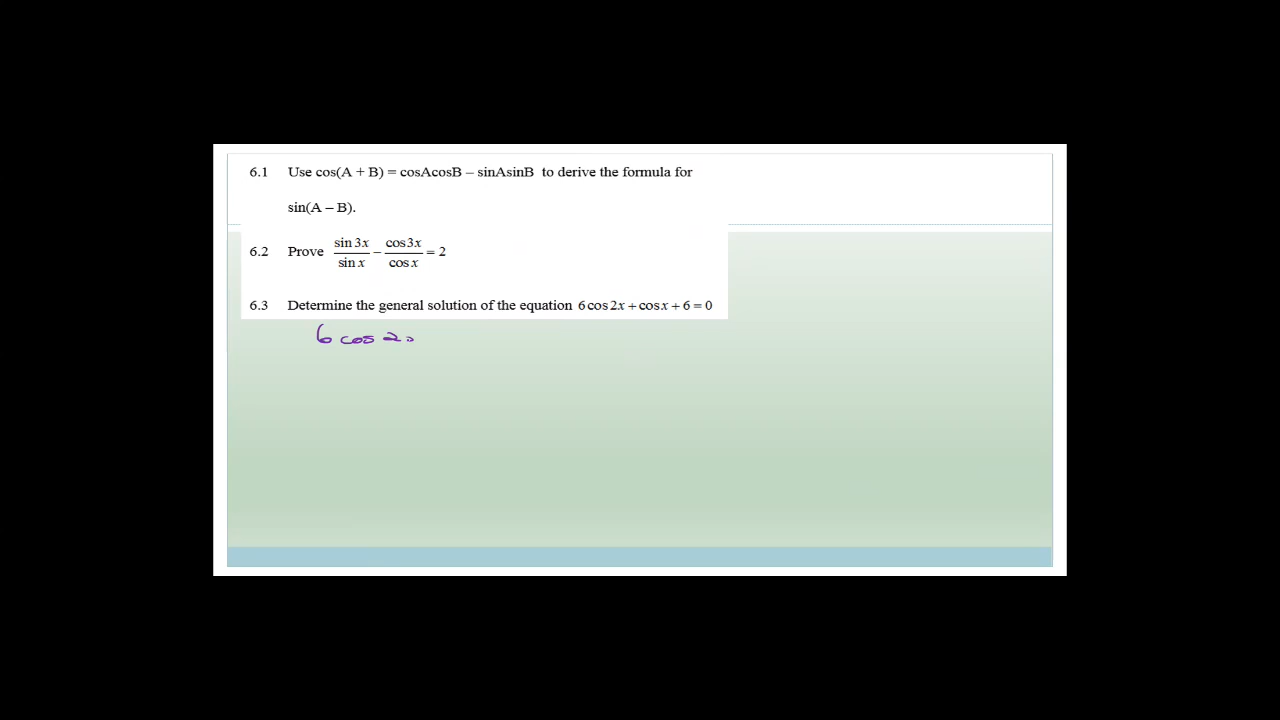 6.1 Use cos(A + B) = cosAcosB – sinAsinB to derive the formula for
sin(A – B).
6.2 Prove sin 3x / sin x − cos 3x / cos x = 2
6.3 Determine the general solution of the equation 6 cos 2x + cos x + 6 = 0
6 cos 2